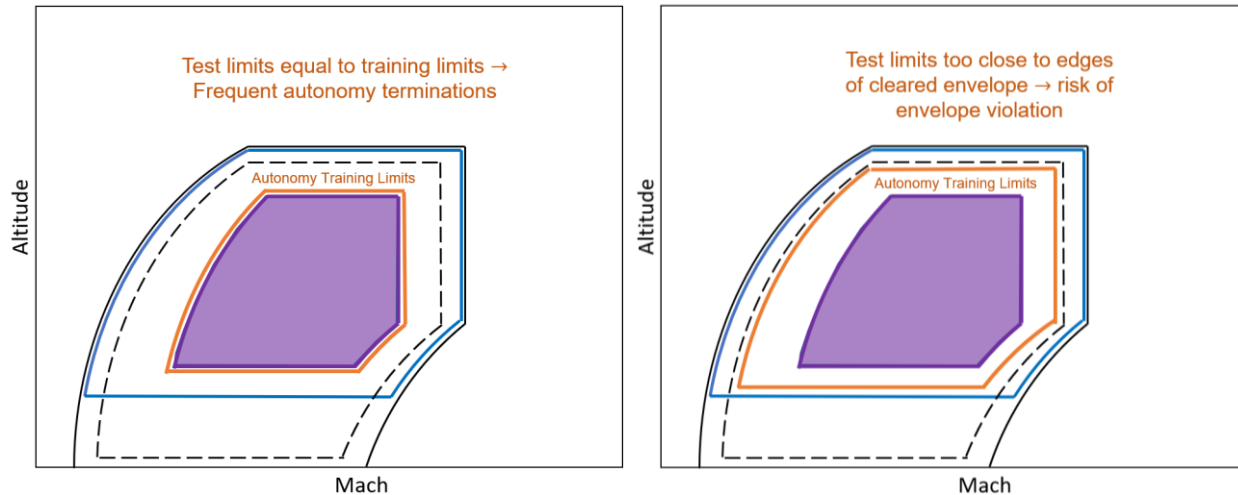 Test limits equal to training limits →
Frequent autonomy terminations
Autonomy Training Limits
Altitude
Mach
Test limits too close to edges
of cleared envelope → risk of
envelope violation
Autonomy Training Limits
Altitude
Mach